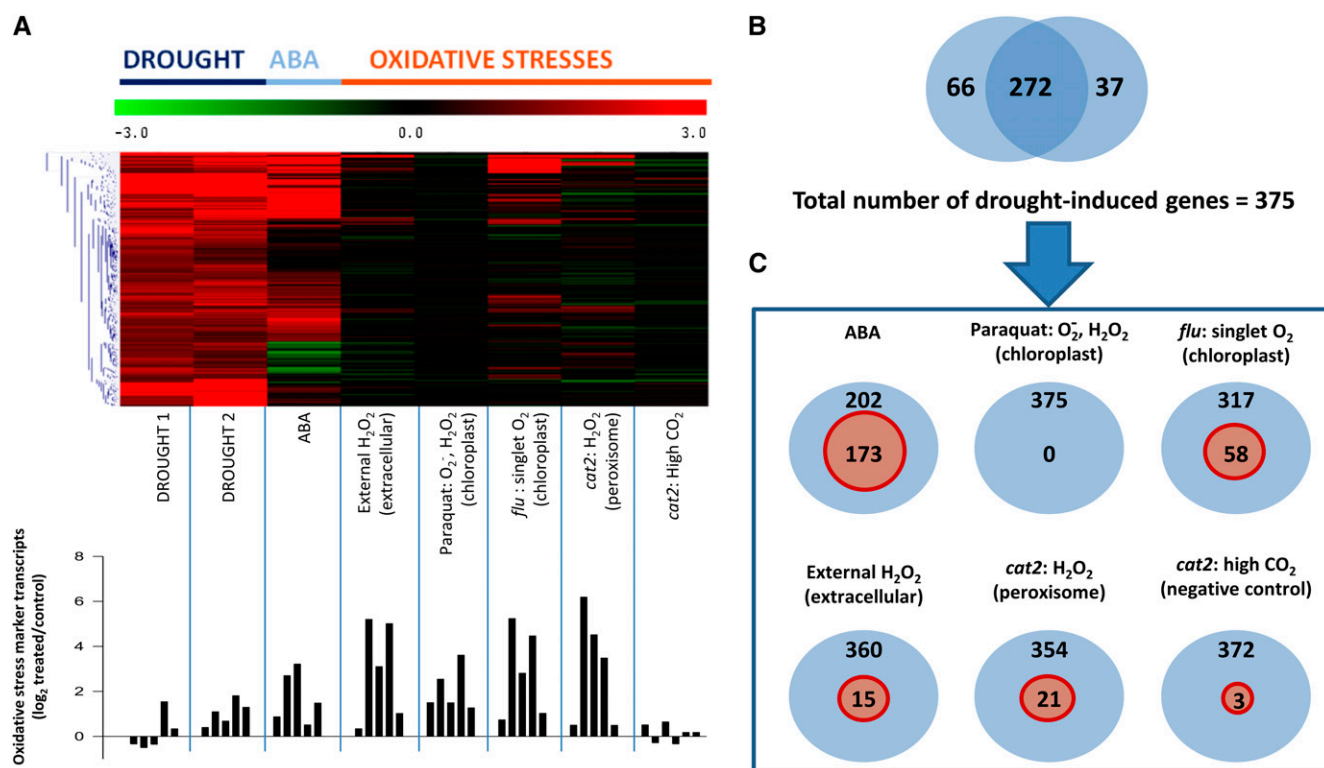 A
DROUGHT ABA OXIDATIVE STRESSES
-3.0 0.0 3.0
DROUGHT 1
DROUGHT 2
ABA
External H₂O₂
(extracellular)
Paraquat: O₂⁻, H₂O₂
(chloroplast)
flu : singlet O₂
(chloroplast)
cat2: H₂O₂
(peroxisome)
cat2: High CO₂
Oxidative stress marker transcripts
(log₂ treated/control)
8
6
4
2
0
B
66 272 37
Total number of drought-induced genes = 375
C
ABA
202
173
Paraquat: O₂⁻, H₂O₂
(chloroplast)
375
0
flu: singlet O₂
(chloroplast)
317
58
External H₂O₂
(extracellular)
360
15
cat2: H₂O₂
(peroxisome)
354
21
cat2: high CO₂
(negative control)
372
3